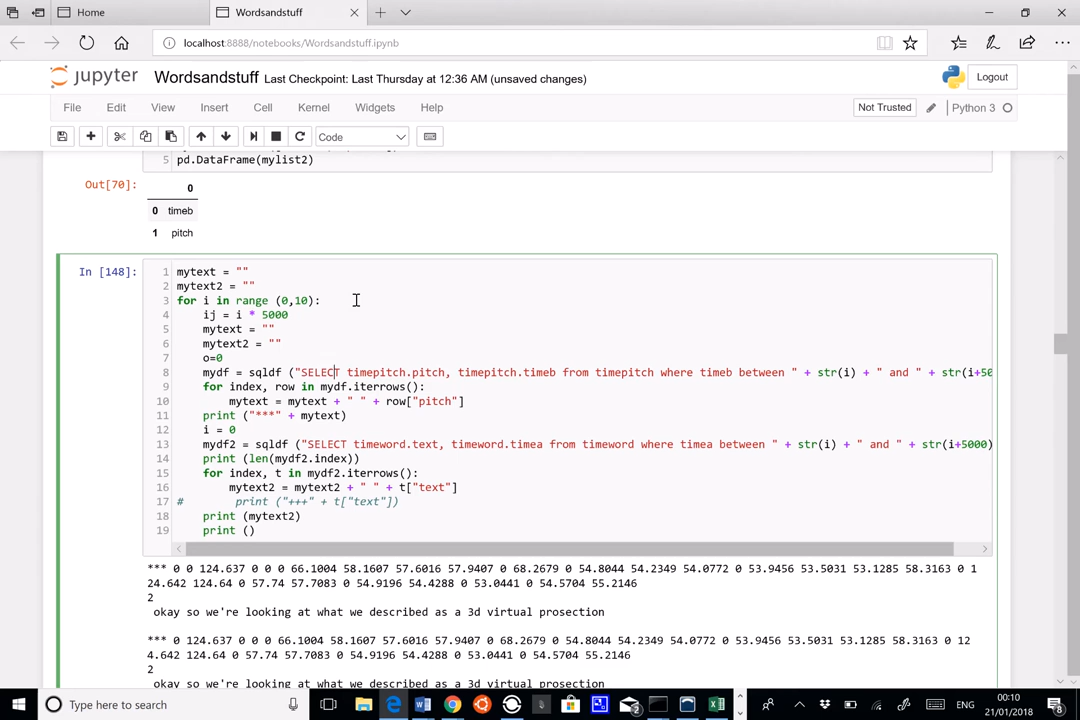 Home
Wordsandstuff
localhost:8888/notebooks/Wordsandstuff.ipynb
jupyter Wordsandstuff Last Checkpoint: Last Thursday at 12:36 AM (unsaved changes)
Logout
File Edit View Insert Cell Kernel Widgets Help
Not Trusted
Python 3
Code
5 pd.DataFrame(mylist2)
Out[70]:
0
0 timeb
1 pitch
In [148]:
1 mytext = ""
2 mytext2 = ""
3 for i in range (0,10):
4 ij = i * 5000
5 mytext = ""
6 mytext2 = ""
7 o=0
8 mydf = sqldf ("SELECT timepitch.pitch, timepitch.timeb from timepitch where timeb between " + str(i) + " and " + str(i+50
9 for index, row in mydf.iterrows():
10 mytext = mytext + " " + row["pitch"]
11 print ("***" + mytext)
12 i = 0
13 mydf2 = sqldf ("SELECT timeword.text, timeword.timea from timeword where timea between " + str(i) + " and " + str(i+5000)
14 print (len(mydf2.index))
15 for index, t in mydf2.iterrows():
16 mytext2 = mytext2 + " " + t["text"]
17 # print ("+++" + t["text"])
18 print (mytext2)
19 print ()
*** 0 0 124.637 0 0 0 66.1004 58.1607 57.6016 57.9407 0 68.2679 0 54.8044 54.2349 54.0772 0 53.9456 53.5031 53.1285 58.3163 0 1
24.642 124.64 0 57.74 57.7083 0 54.9196 54.4288 0 53.0441 0 54.5704 55.2146
2
okay so we're looking at what we described as a 3d virtual prosection
*** 0 124.637 0 0 0 66.1004 58.1607 57.6016 57.9407 0 68.2679 0 54.8044 54.2349 54.0772 0 53.9456 53.5031 53.1285 58.3163 0 12
4.642 124.64 0 57.74 57.7083 0 54.9196 54.4288 0 53.0441 0 54.5704 55.2146
2
okay so we're looking at what we described as a 3d virtual prosection
Type here to search
2
ENG
00:10
21/01/2018
8